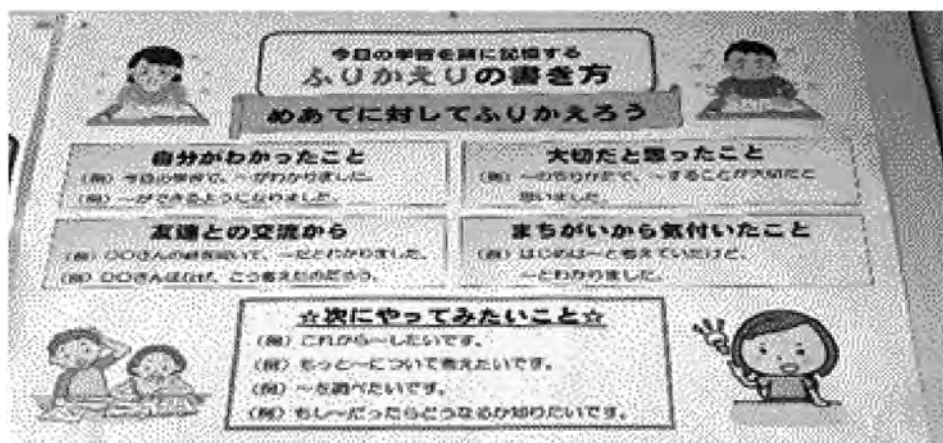 今日の学習を頭に記憶する
ふりかえりの書き方
めあてに対してふりかえろう
自分がわかったこと
(例) 今日の学習で、~がわかりました。
(例) ~ができるようになりました。
大切だと思ったこと
(例) ~のやりかたで、~することが大切だと
思いました。
友達との交流から
(例) 〇〇さんの話を聞いて、~だとわかりました。
(例) 〇〇さんはなぜ、こう考えたのだろう。
まちがいから気付いたこと
(例) はじめは~と考えていたけど、
~とわかりました。
☆次にやってみたいこと☆
(例) これから~したいです。
(例) もっと~について考えたいです。
(例) ~を調べたいです。
(例) もし~だったらどうなるか知りたいです。